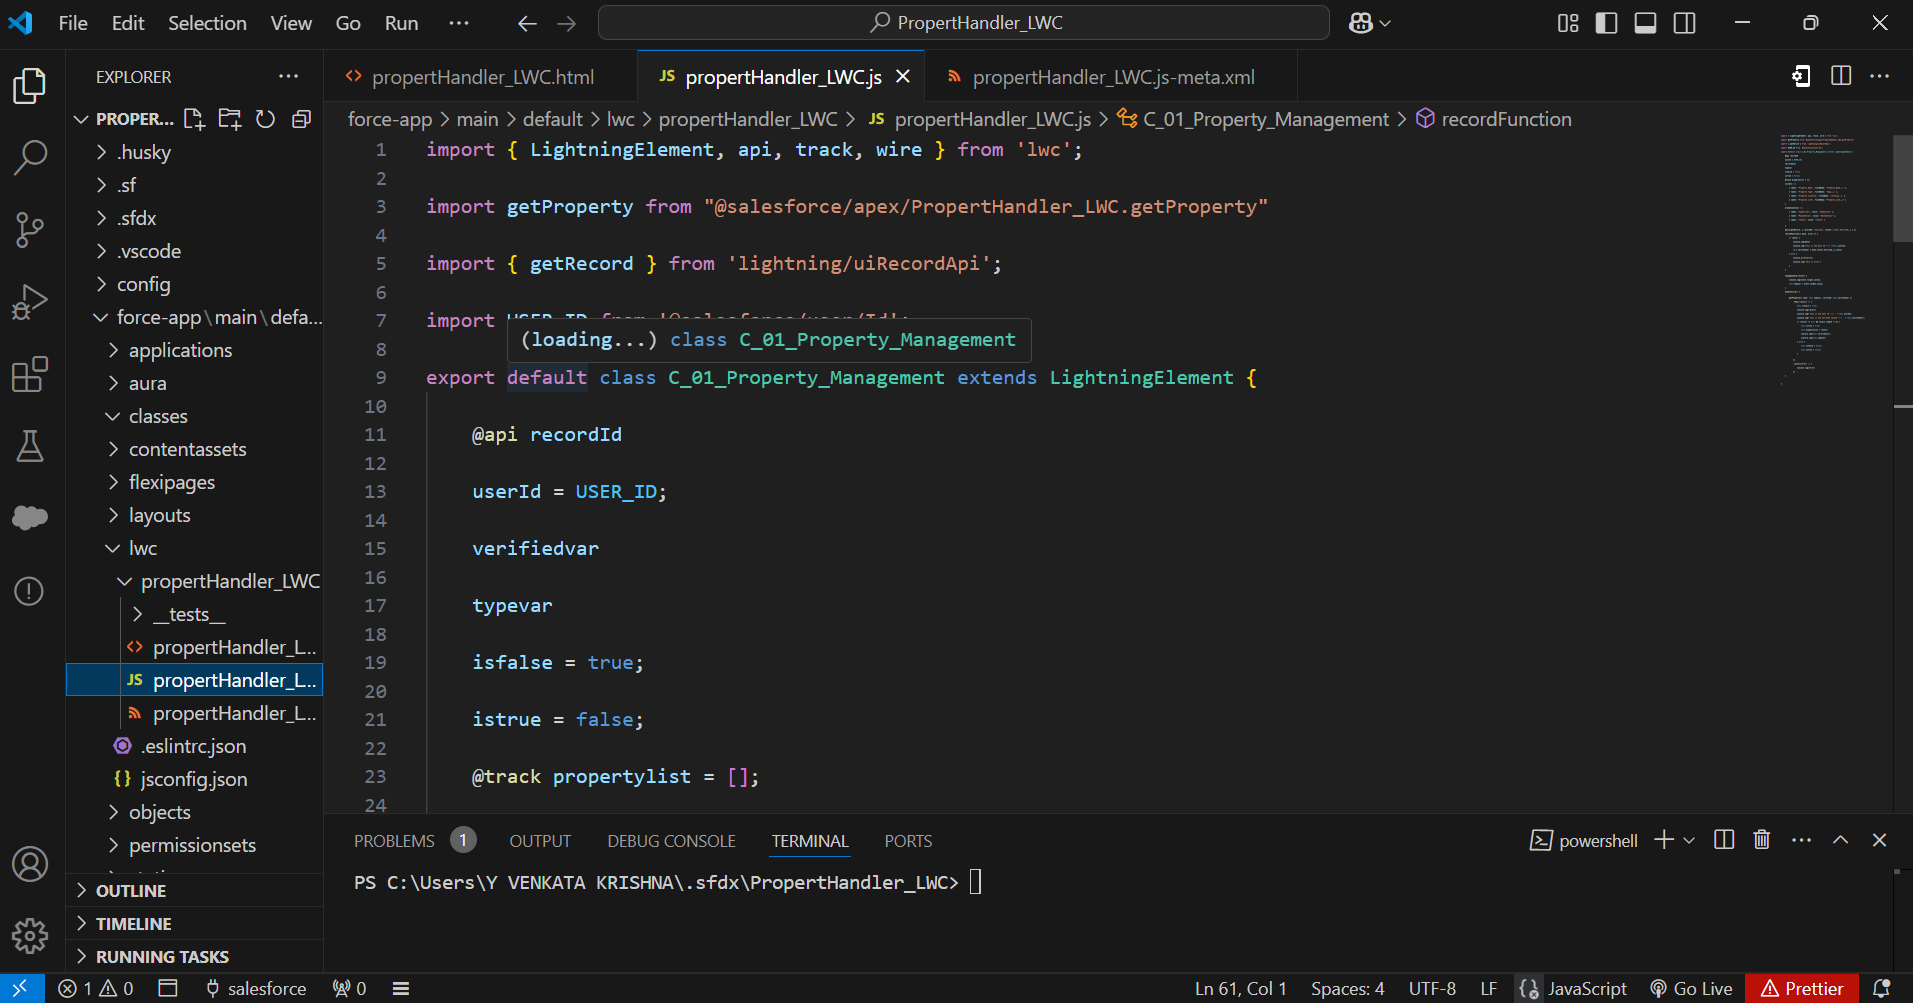 File Edit Selection View Go Run ··· PropertHandler_LWC
EXPLORER ···
PROPER...
.husky
.sf
.sfdx
.vscode
config
force-app\main\defa...
applications
aura
classes
contentassets
flexipages
layouts
lwc
propertHandler_LWC
__tests__
<> propertHandler_L...
JS propertHandler_L...
propertHandler_L...
.eslintrc.json
{} jsconfig.json
objects
permissionsets
OUTLINE
TIMELINE
RUNNING TASKS
<> propertHandler_LWC.html JS propertHandler_LWC.js propertHandler_LWC.js-meta.xml ···
force-app > main > default > lwc > propertHandler_LWC > JS propertHandler_LWC.js > C_01_Property_Management > recordFunction
1 import { LightningElement, api, track, wire } from 'lwc';
2
3 import getProperty from "@salesforce/apex/PropertHandler_LWC.getProperty"
4
5 import { getRecord } from 'lightning/uiRecordApi';
6
7 import USER_ID from '@salesforce/user/Id';
(loading...) class C_01_Property_Management
8
9 export default class C_01_Property_Management extends LightningElement {
10
11 @api recordId
12
13 userId = USER_ID;
14
15 verifiedvar
16
17 typevar
18
19 isfalse = true;
20
21 istrue = false;
22
23 @track propertylist = [];
24
PROBLEMS 1 OUTPUT DEBUG CONSOLE TERMINAL PORTS powershell ···
PS C:\Users\Y VENKATA KRISHNA\.sfdx\PropertHandler_LWC>
1 0 salesforce 0 Ln 61, Col 1 Spaces: 4 UTF-8 LF {} JavaScript Go Live Prettier